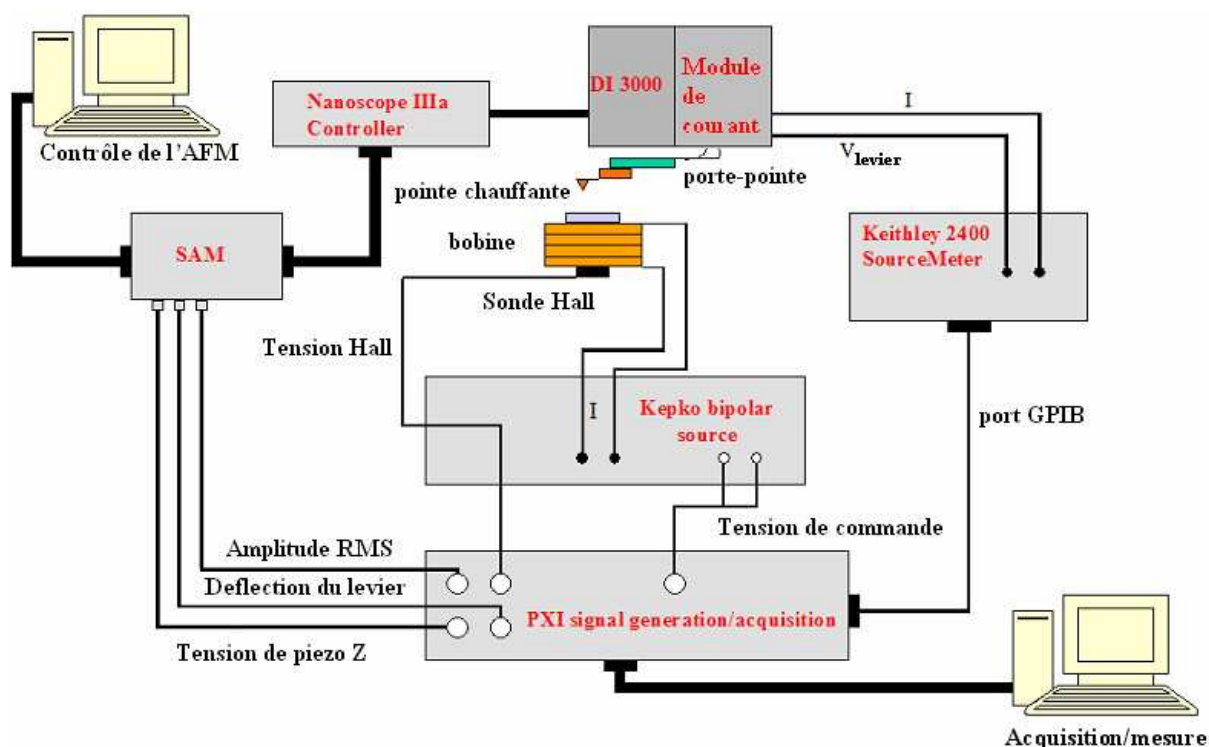 Contrôle de l'AFM
Nanoscope IIIa
Controller
DI 3000
Module
de
courant
I
V levier
pointe chauffante
porte-pointe
SAM
bobine
Sonde Hall
Keithley 2400
SourceMeter
Tension Hall
I
Kepko bipolar
source
port GPIB
Tension de commande
Amplitude RMS
Deflection du levier
Tension de piezo Z
PXI signal generation/acquisition
Acquisition/mesure